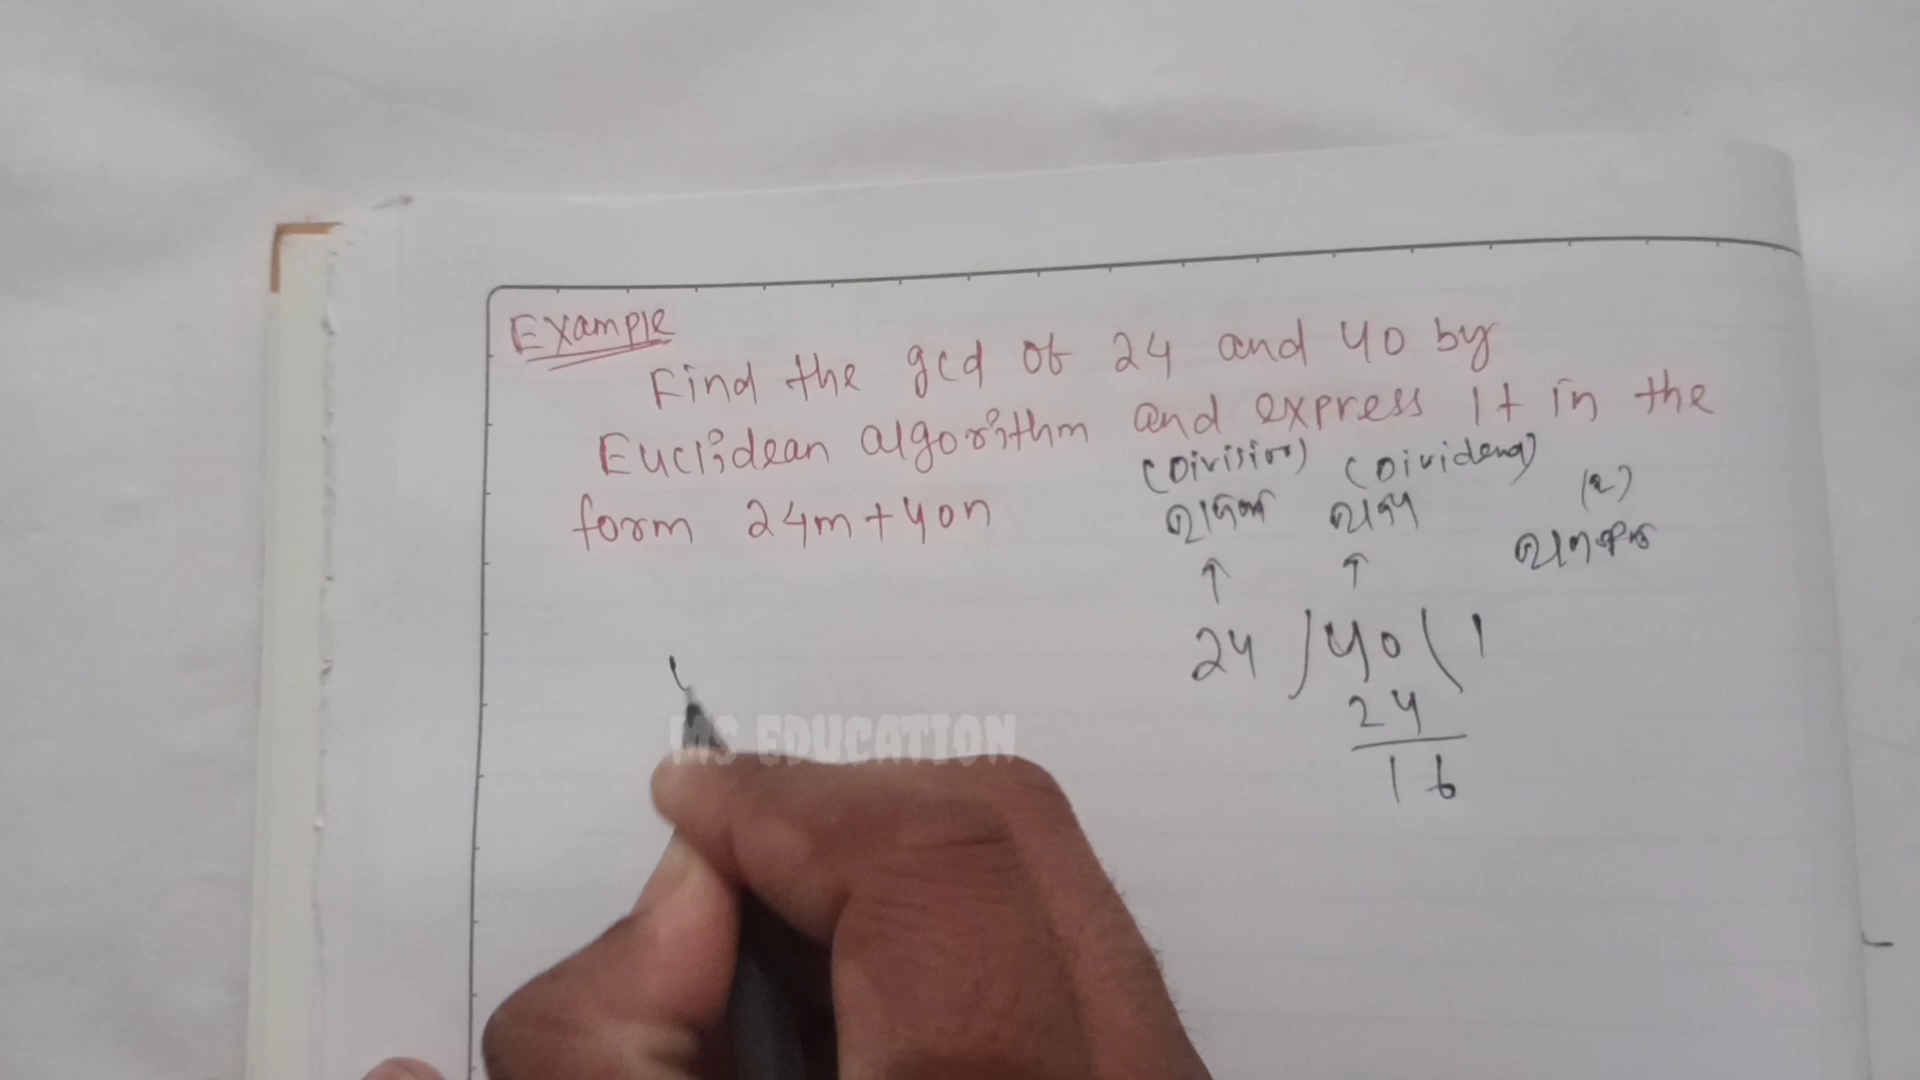 Example
Find the gcd of 24 and 40 by
Euclidean algorithm and express it in the
form 24m+40n
(Division) (Dividend)
(2)
↑ ↑
24 ) 40 ( 1
24
16
MS EDUCATION